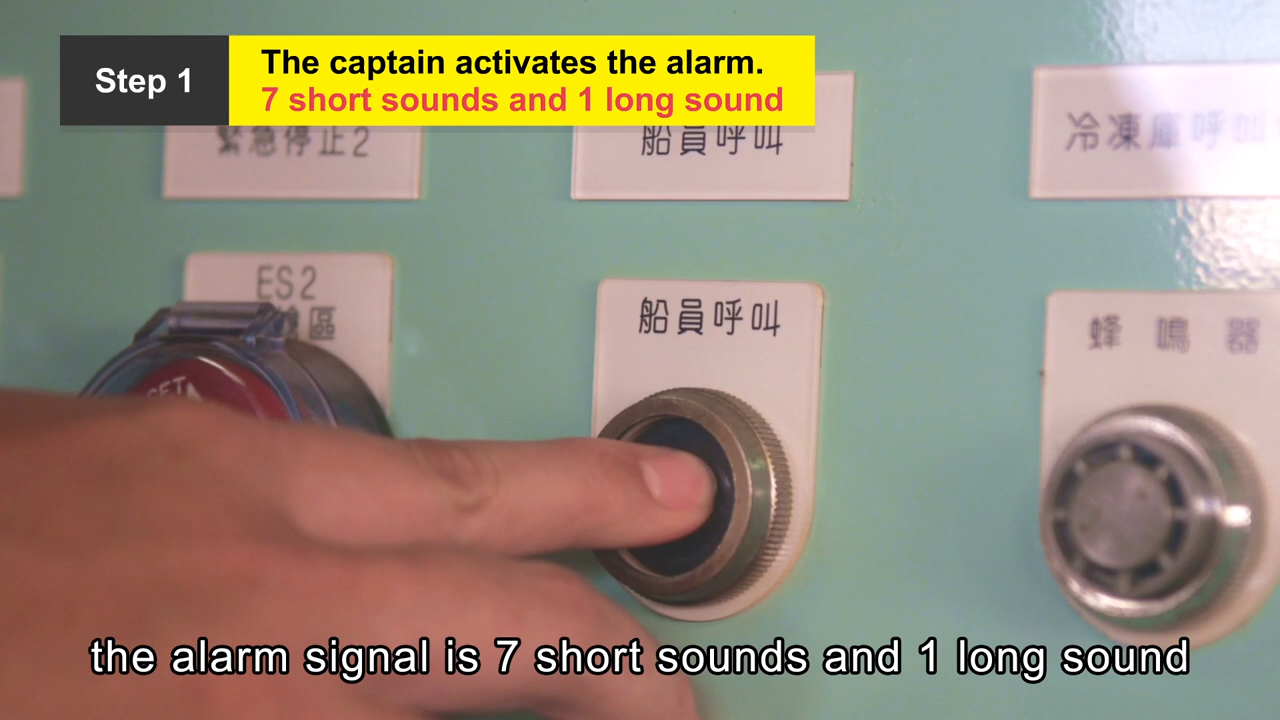 Step 1
The captain activates the alarm.
7 short sounds and 1 long sound
緊急停止2
船員呼叫
冷凍庫呼叫
ES2
區
船員呼叫
蜂鳴器
the alarm signal is 7 short sounds and 1 long sound